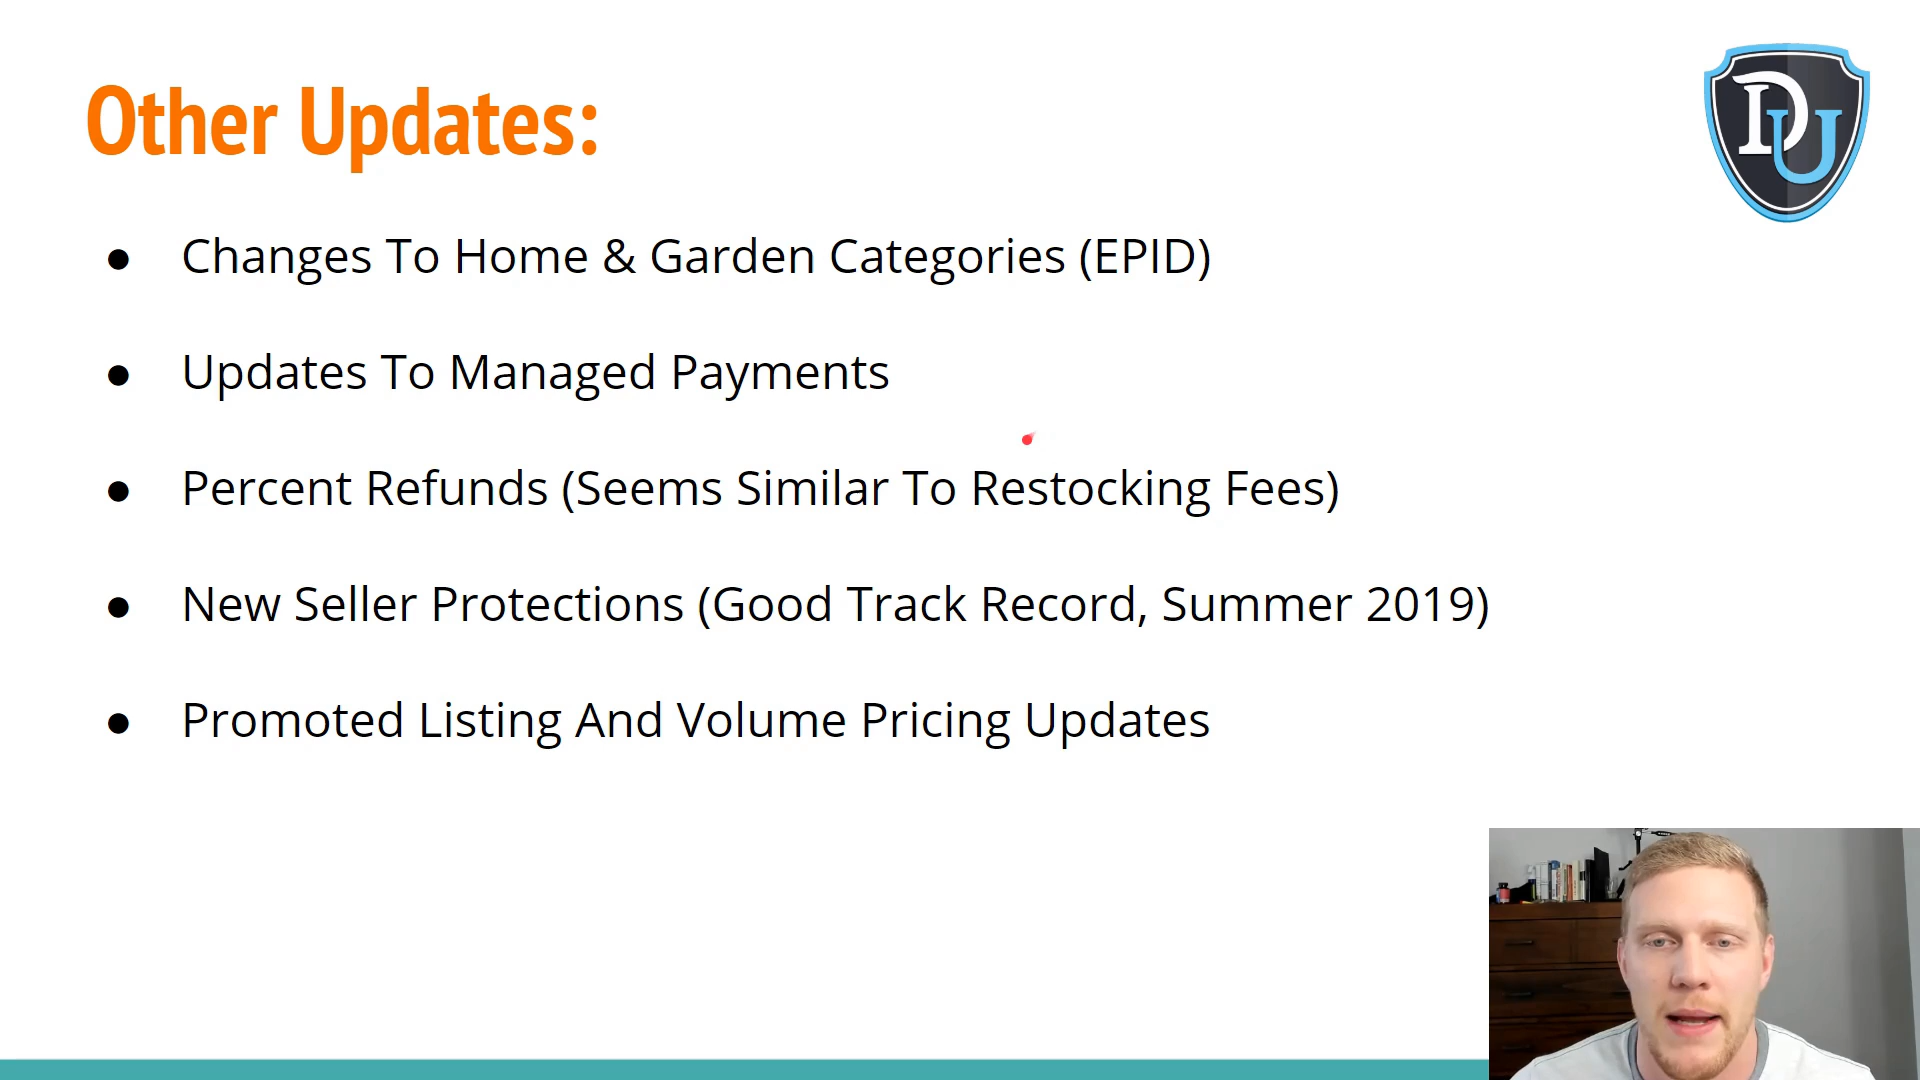 Other Updates:
DU
● Changes To Home & Garden Categories (EPID)
● Updates To Managed Payments
● Percent Refunds (Seems Similar To Restocking Fees)
● New Seller Protections (Good Track Record, Summer 2019)
● Promoted Listing And Volume Pricing Updates